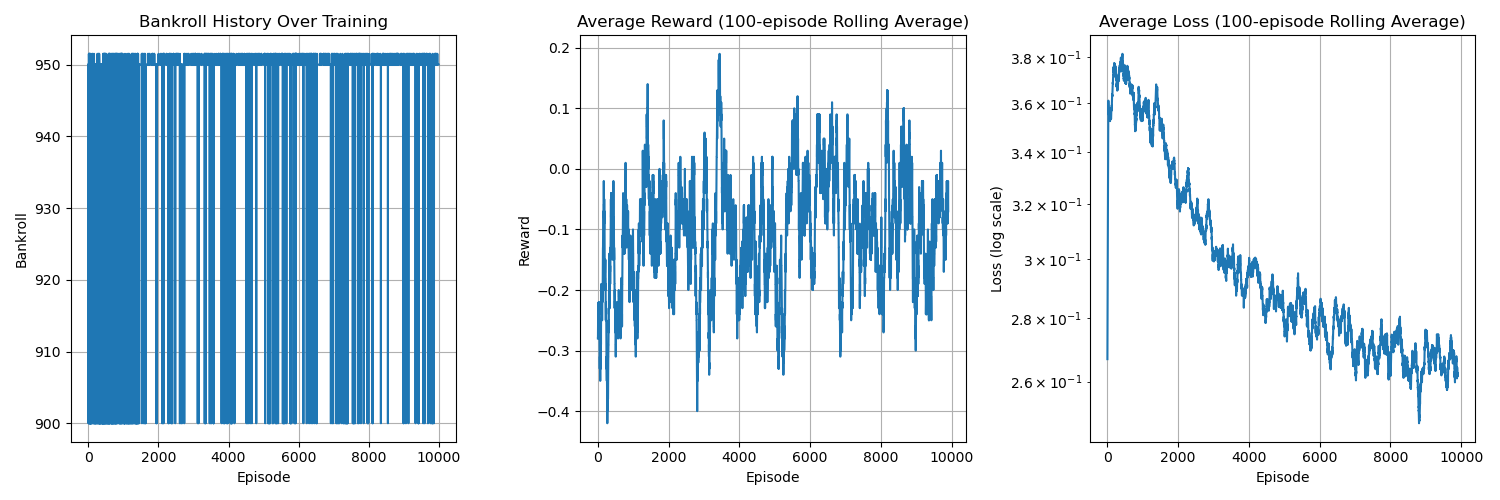 Bankroll History Over Training
950
940
930
920
910
900
Bankroll
0 2000 4000 6000 8000 10000
Episode
Average Reward (100-episode Rolling Average)
0.2
0.1
0.0
−0.1
−0.2
−0.3
−0.4
Reward
0 2000 4000 6000 8000 10000
Episode
Average Loss (100-episode Rolling Average)
3.8 × 10⁻¹
3.6 × 10⁻¹
3.4 × 10⁻¹
3.2 × 10⁻¹
3 × 10⁻¹
2.8 × 10⁻¹
2.6 × 10⁻¹
Loss (log scale)
0 2000 4000 6000 8000 10000
Episode